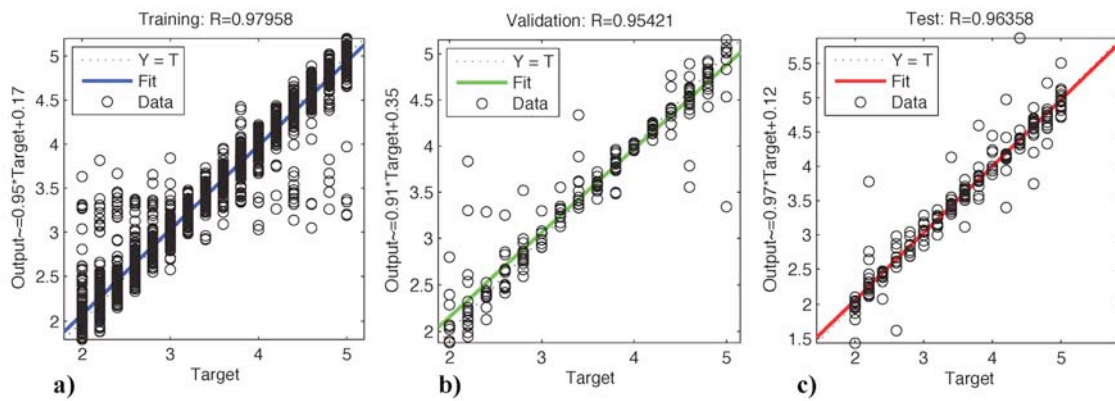 Training: R=0.97958
Output~=0.95*Target+0.17
Y = T
Fit
Data
5
4.5
4
3.5
3
2.5
2
2 3 4 5
Target
a)
Validation: R=0.95421
Output~=0.91*Target+0.35
Y = T
Fit
Data
5
4.5
4
3.5
3
2.5
2
2 3 4 5
Target
b)
Test: R=0.96358
Output~=0.97*Target+0.12
Y = T
Fit
Data
5.5
5
4.5
4
3.5
3
2.5
2
1.5
2 3 4 5
Target
c)